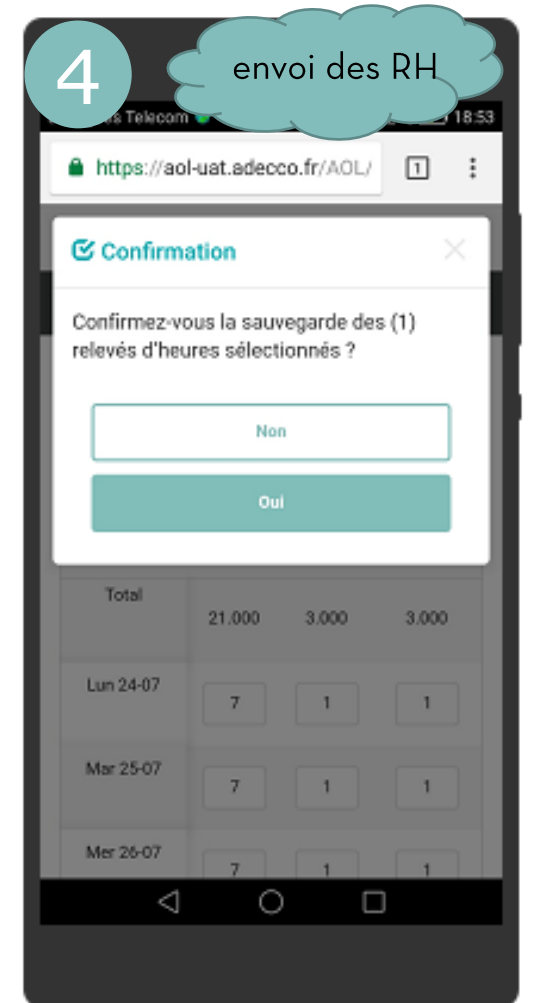 4
envoi des RH
s Telecom
18:53
https://aol-uat.adecco.fr/AOL/
1
Confirmation
Confirmez-vous la sauvegarde des (1)
relevés d'heures sélectionnés ?
Non
Oui
Total
21.000 3.000 3.000
Lun 24-07
7 1 1
Mar 25-07
7 1 1
Mer 26-07
7 1 1